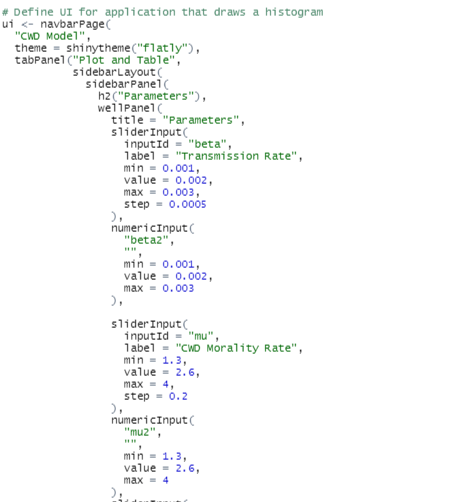 # Define UI for application that draws a histogram
ui <- navbarPage(
  "CWD Model",
  theme = shinytheme("flatly"),
  tabPanel("Plot and Table",
           sidebarLayout(
             sidebarPanel(
               h2("Parameters"),
               wellPanel(
                 title = "Parameters",
                 sliderInput(
                   inputId = "beta",
                   label = "Transmission Rate",
                   min = 0.001,
                   value = 0.002,
                   max = 0.003,
                   step = 0.0005
                 ),
                 numericInput(
                   "beta2",
                   "",
                   min = 0.001,
                   value = 0.002,
                   max = 0.003
                 ),

                 sliderInput(
                   inputId = "mu",
                   label = "CWD Morality Rate",
                   min = 1.3,
                   value = 2.6,
                   max = 4,
                   step = 0.2
                 ),
                 numericInput(
                   "mu2",
                   "",
                   min = 1.3,
                   value = 2.6,
                   max = 4
                 ),
                 sliderInput(